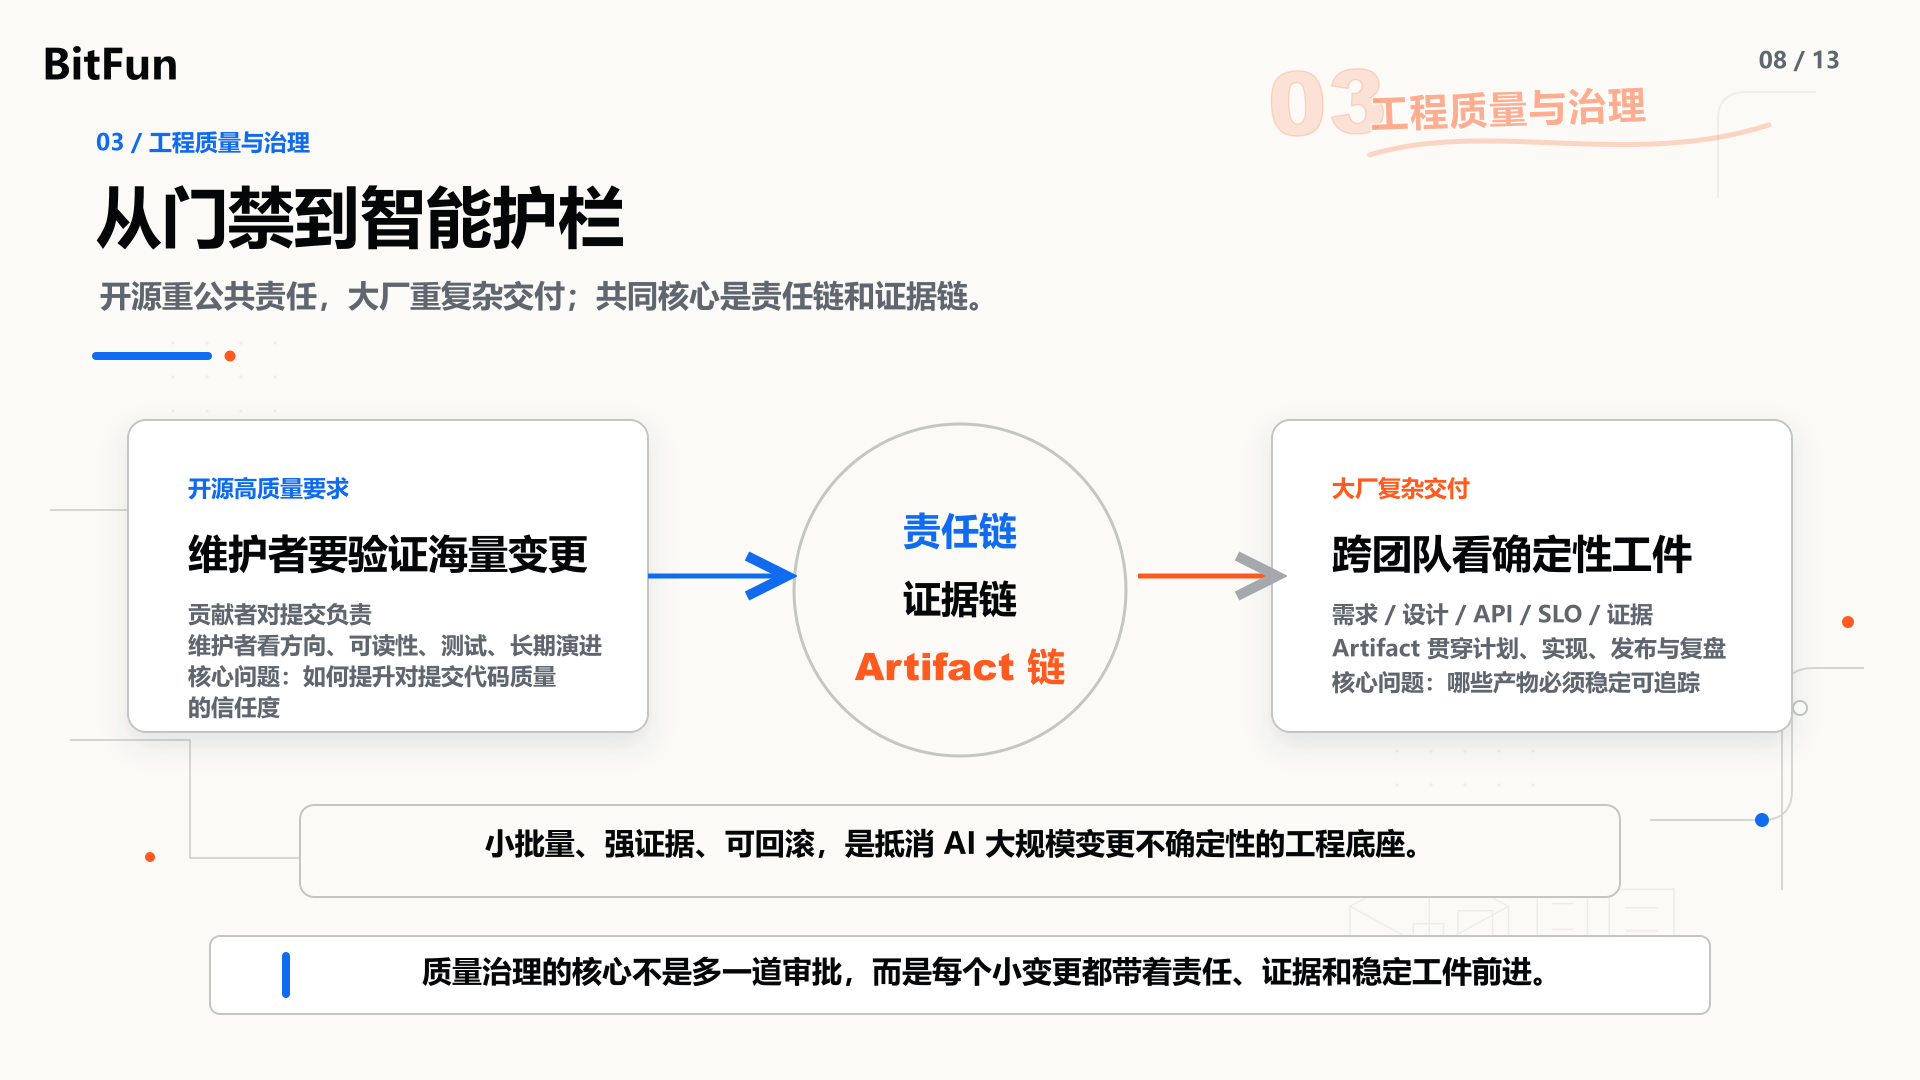 BitFun
08 / 13
03
工程质量与治理
03 / 工程质量与治理
从门禁到智能护栏
开源重公共责任，大厂重复杂交付；共同核心是责任链和证据链。
开源高质量要求
维护者要验证海量变更
贡献者对提交负责
维护者看方向、可读性、测试、长期演进
核心问题：如何提升对提交代码质量
的信任度
责任链
证据链
Artifact 链
大厂复杂交付
跨团队看确定性工件
需求 / 设计 / API / SLO / 证据
Artifact 贯穿计划、实现、发布与复盘
核心问题：哪些产物必须稳定可追踪
小批量、强证据、可回滚，是抵消 AI 大规模变更不确定性的工程底座。
质量治理的核心不是多一道审批，而是每个小变更都带着责任、证据和稳定工件前进。